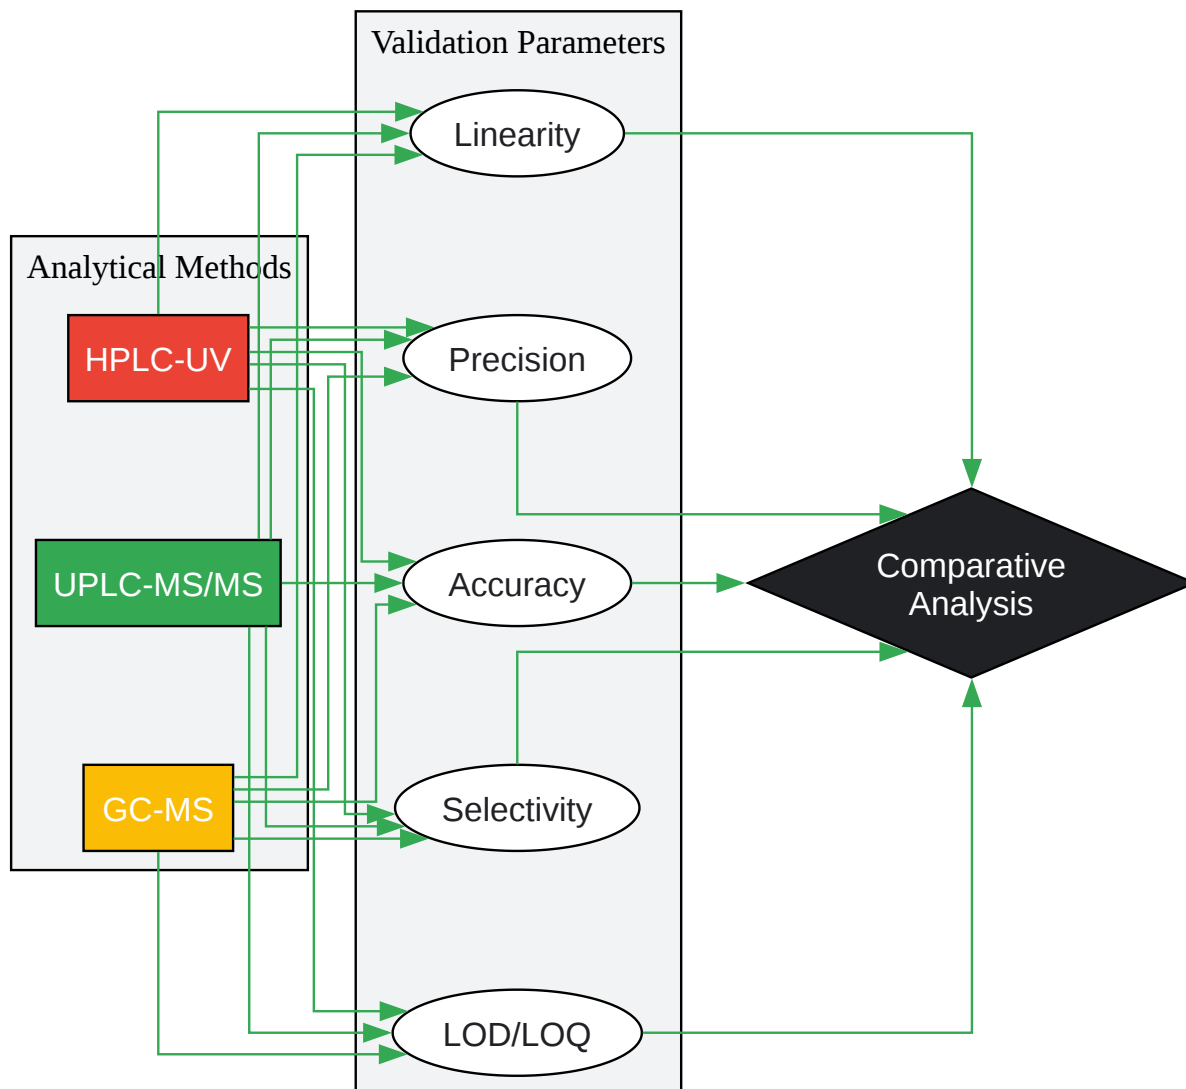 Validation Parameters
Linearity
Analytical Methods
HPLC-UV
Precision
UPLC-MS/MS
Accuracy
Comparative
Analysis
GC-MS
Selectivity
LOD/LOQ